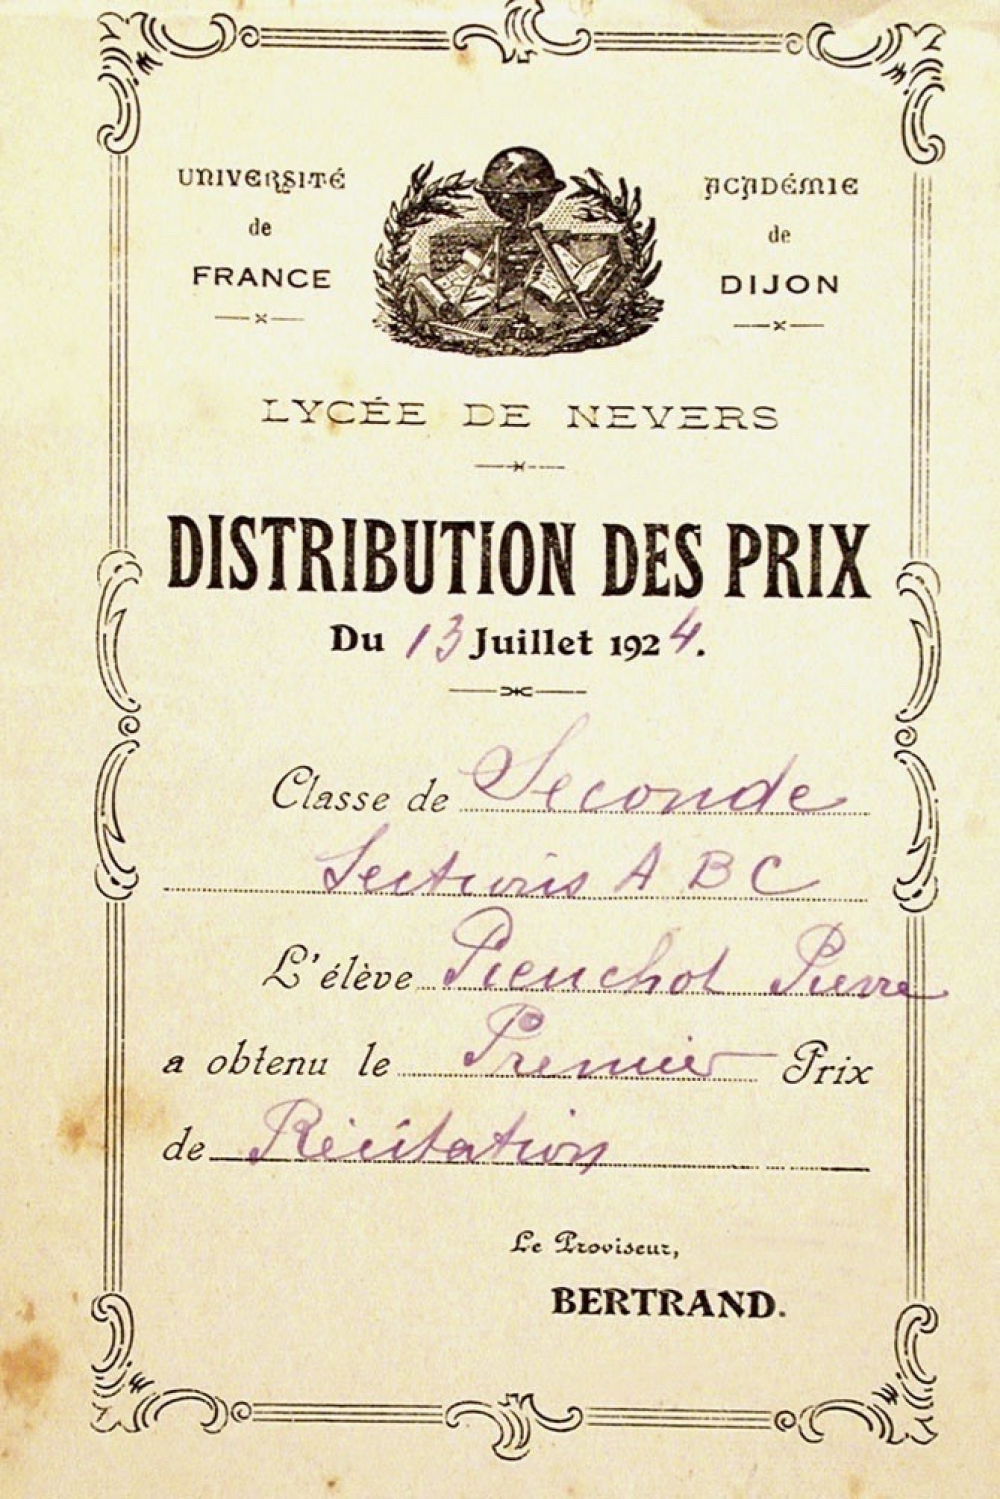 UNIVERSITÉ
de
FRANCE
ACADÉMIE
de
DIJON
LYCÉE DE NEVERS
DISTRIBUTION DES PRIX
Du 13 Juillet 1924.
Classe de Seconde
Sections A B C
L'élève Pieuchot Pierre
a obtenu le Premier Prix
de Récitation
Le Proviseur,
BERTRAND.